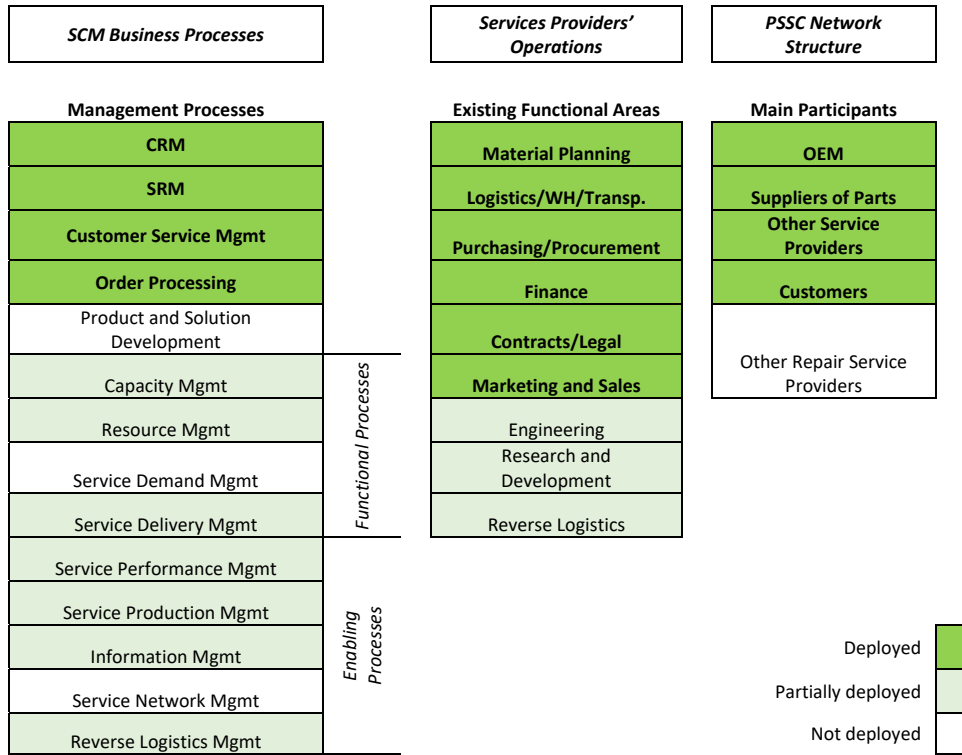 SCM Business Processes
Services Providers’
Operations
PSSC Network
Structure
Management Processes
CRM
SRM
Customer Service Mgmt
Order Processing
Product and Solution
Development
Capacity Mgmt
Resource Mgmt
Service Demand Mgmt
Service Delivery Mgmt
Service Performance Mgmt
Service Production Mgmt
Information Mgmt
Service Network Mgmt
Reverse Logistics Mgmt
Functional Processes
Enabling
Processes
Existing Functional Areas
Material Planning
Logistics/WH/Transp.
Purchasing/Procurement
Finance
Contracts/Legal
Marketing and Sales
Engineering
Research and
Development
Reverse Logistics
Main Participants
OEM
Suppliers of Parts
Other Service
Providers
Customers
Other Repair Service
Providers
Deployed
Partially deployed
Not deployed